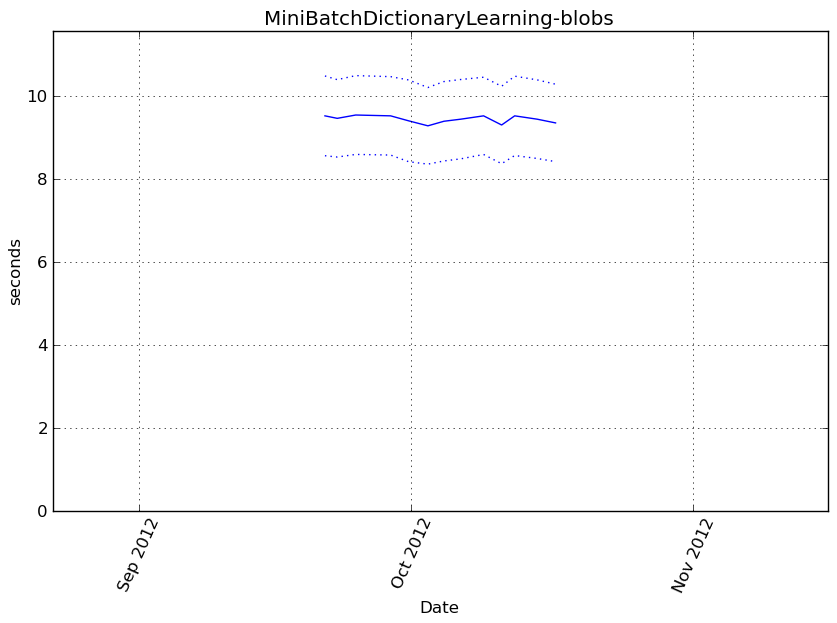 MiniBatchDictionaryLearning-blobs
10
8
6
4
2
0
seconds
Sep 2012
Oct 2012
Nov 2012
Date